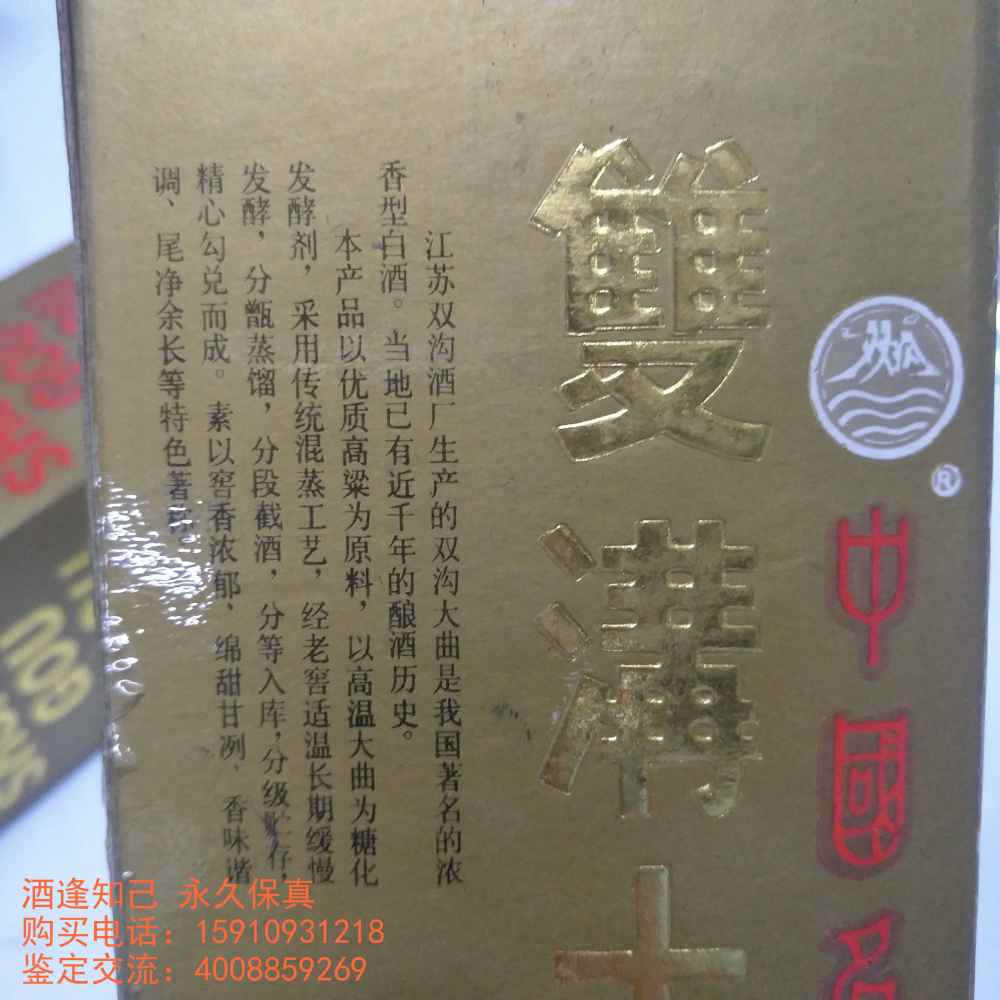 ®
中國名
雙溝大
江苏双沟酒厂生产的双沟大曲是我国著名的浓
香型白酒。当地已有近千年的酿酒历史。
本产品以优质高粱为原料，以高温大曲为糖化
发酵剂，采用传统混蒸工艺，经老窖适温长期缓慢
发酵，分甑蒸馏，分段截酒，分等入库，分级贮存，
精心勾兑而成。素以窖香浓郁、绵甜甘冽、香味谐
调、尾净余长等特色著称。
GOU
酒逢知己 永久保真
购买电话：15910931218
鉴定交流：4008859269